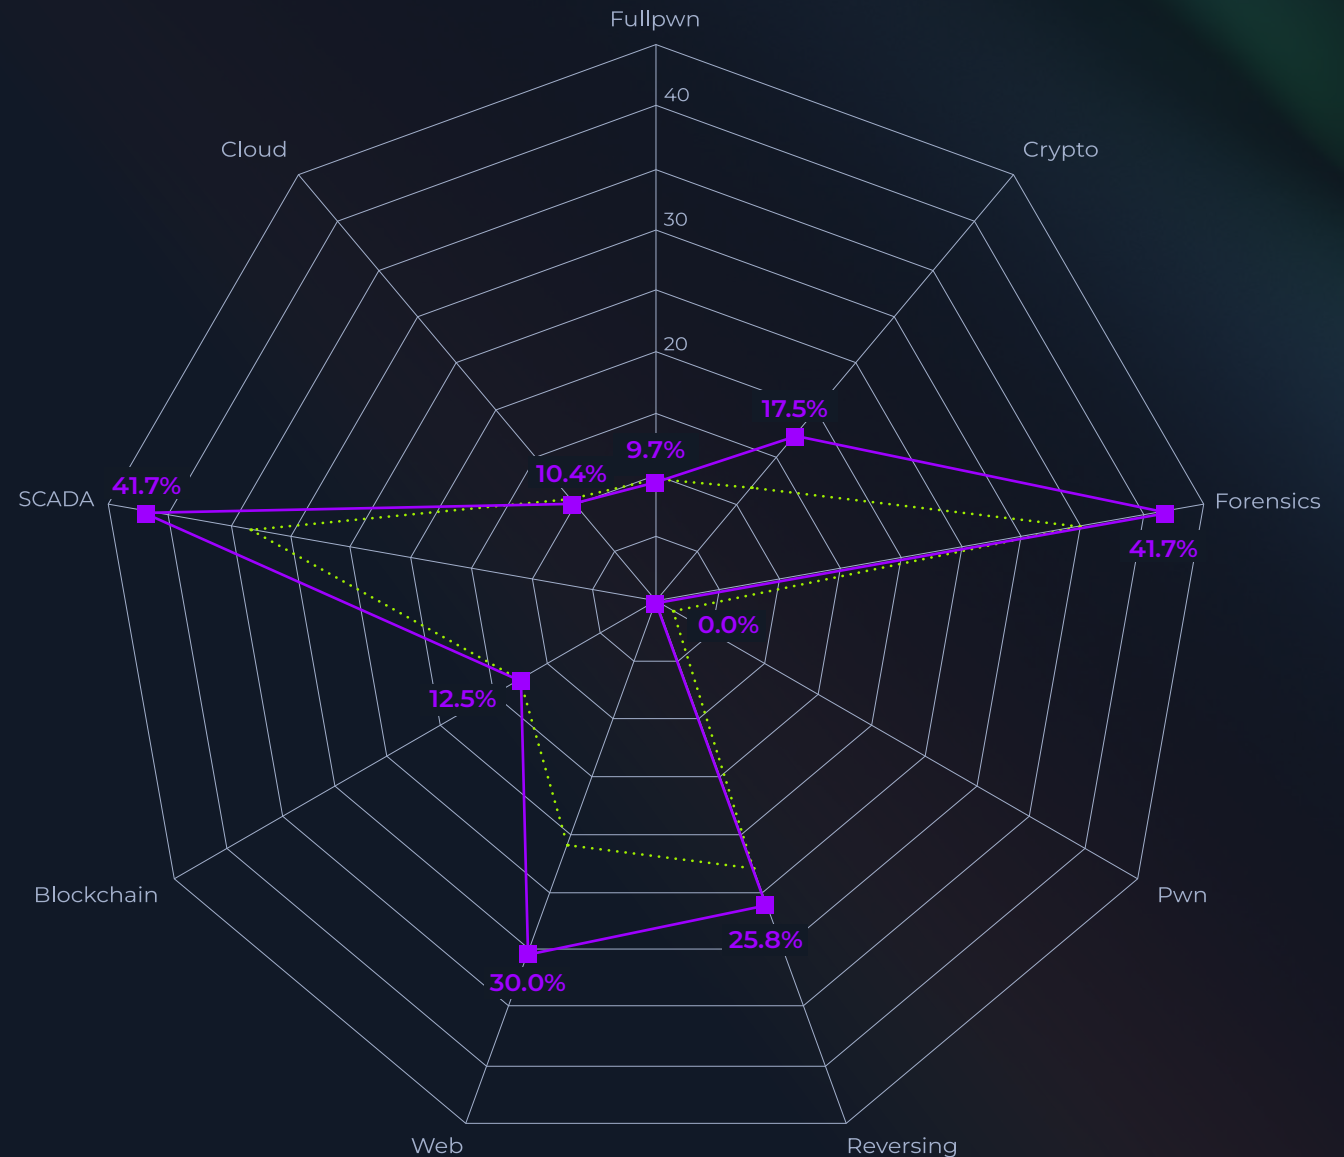 Fullpwn
40
Cloud
Crypto
30
20
17.5%
9.7%
10.4%
41.7%
SCADA
Forensics
41.7%
0.0%
12.5%
Blockchain
Pwn
25.8%
30.0%
Web
Reversing